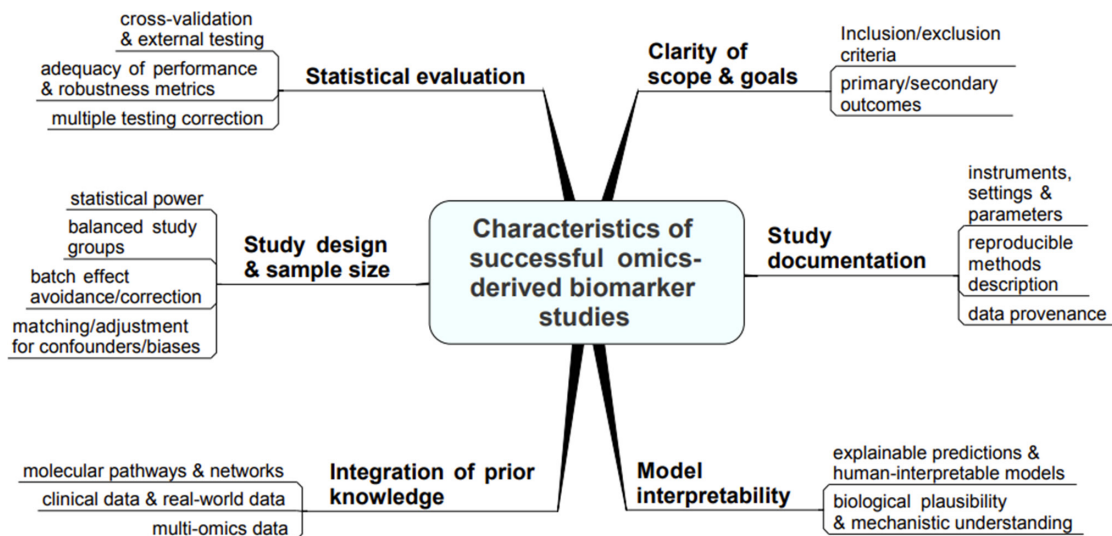 Characteristics of
successful omics-
derived biomarker
studies
Statistical evaluation
cross-validation
& external testing
adequacy of performance
& robustness metrics
multiple testing correction
Clarity of
scope & goals
Inclusion/exclusion
criteria
primary/secondary
outcomes
Study design
& sample size
statistical power
balanced study
groups
batch effect
avoidance/correction
matching/adjustment
for confounders/biases
Study
documentation
instruments,
settings &
parameters
reproducible
methods
description
data provenance
Integration of prior
knowledge
molecular pathways & networks
clinical data & real-world data
multi-omics data
Model
interpretability
explainable predictions &
human-interpretable models
biological plausibility
& mechanistic understanding